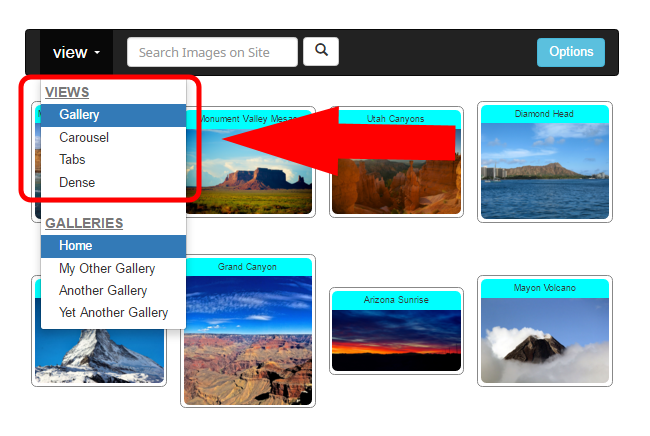 view
Search Images on Site
Options
VIEWS
Gallery
Carousel
Tabs
Dense
GALLERIES
Home
My Other Gallery
Another Gallery
Yet Another Gallery
Monument Valley Mesas
Utah Canyons
Diamond Head
Grand Canyon
Arizona Sunrise
Mayon Volcano